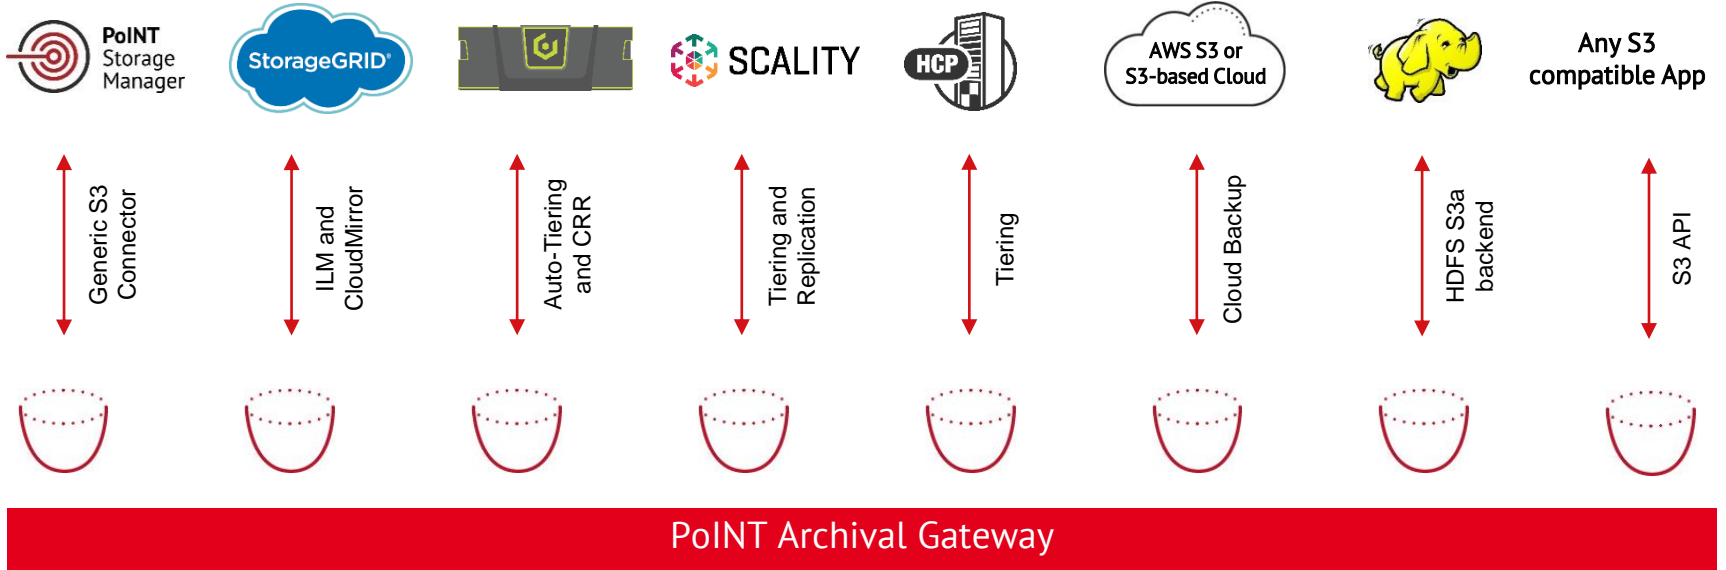 PoINT
Storage
Manager
StorageGRID®
SCALITY
HCP
AWS S3 or
S3-based Cloud
Any S3
compatible App
Generic S3
Connector
ILM and
CloudMirror
Auto-Tiering
and CRR
Tiering and
Replication
Tiering
Cloud Backup
HDFS S3a
backend
S3 API
PoINT Archival Gateway